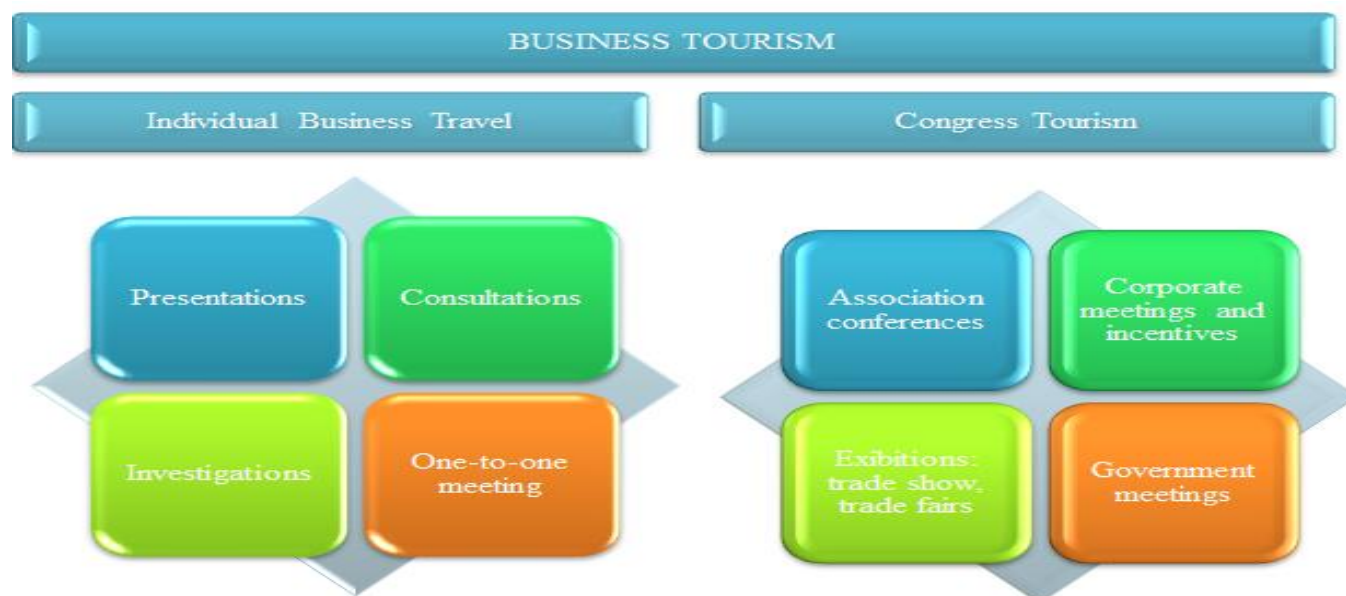 BUSINESS TOURISM
Individual Business Travel
Congress Tourism
Presentations
Consultations
Investigations
One-to-one
meeting
Association
conferences
Corporate
meetings and
incentives
Exibitions:
trade show,
trade fairs
Government
meetings